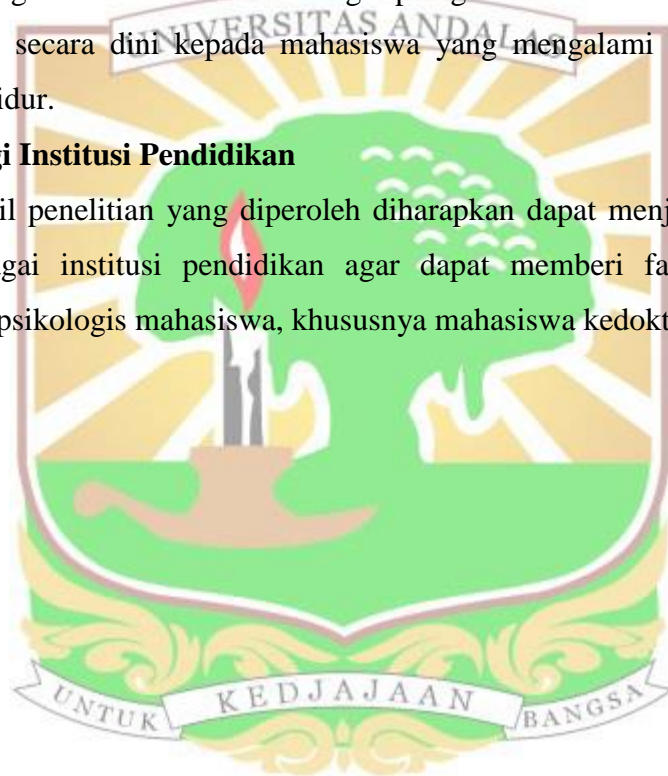 UNIVERSITAS ANDALAS
secara dini kepada mahasiswa yang mengalami
idur.
gi Institusi Pendidikan
il penelitian yang diperoleh diharapkan dapat menj
gai institusi pendidikan agar dapat memberi fa
psikologis mahasiswa, khususnya mahasiswa kedokt
UNTUK KEDJAJAAN BANGSA